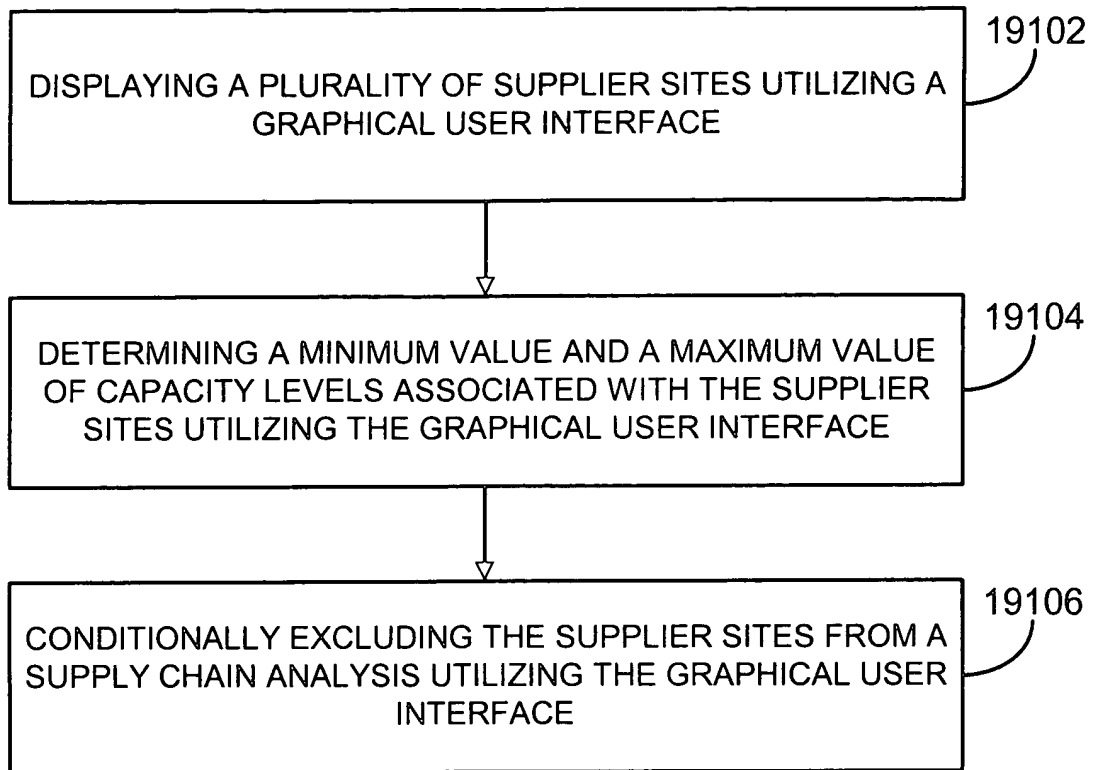 19102
DISPLAYING A PLURALITY OF SUPPLIER SITES UTILIZING A
GRAPHICAL USER INTERFACE
19104
DETERMINING A MINIMUM VALUE AND A MAXIMUM VALUE
OF CAPACITY LEVELS ASSOCIATED WITH THE SUPPLIER
SITES UTILIZING THE GRAPHICAL USER INTERFACE
19106
CONDITIONALLY EXCLUDING THE SUPPLIER SITES FROM A
SUPPLY CHAIN ANALYSIS UTILIZING THE GRAPHICAL USER
INTERFACE